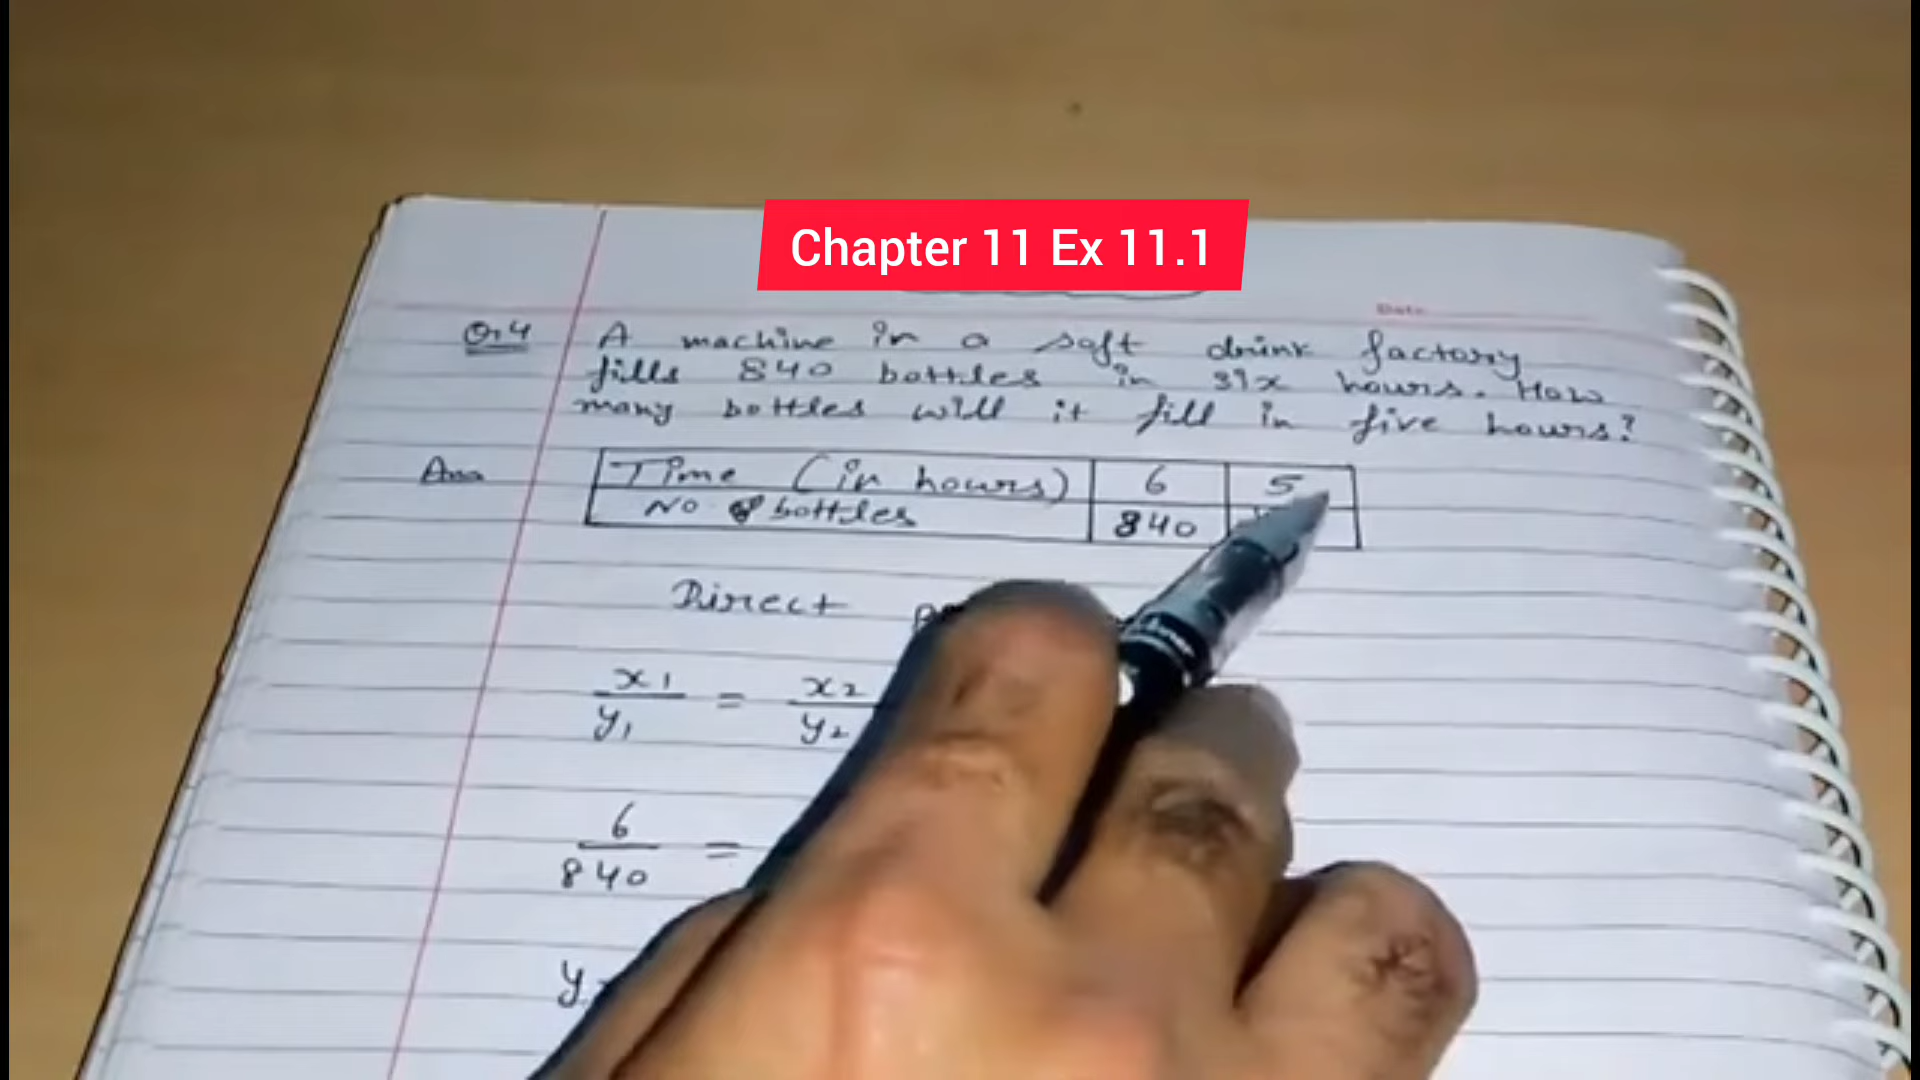 Chapter 11 Ex 11.1
Date
Q.4 A machine in a soft drink factory
fills 840 bottles in six hours. How
many bottles will it fill in five hours?
Ans
Time (in hours) 6 5
No. of bottles 840
Direct
x1/y1 = x2/y2
6/840 =
y